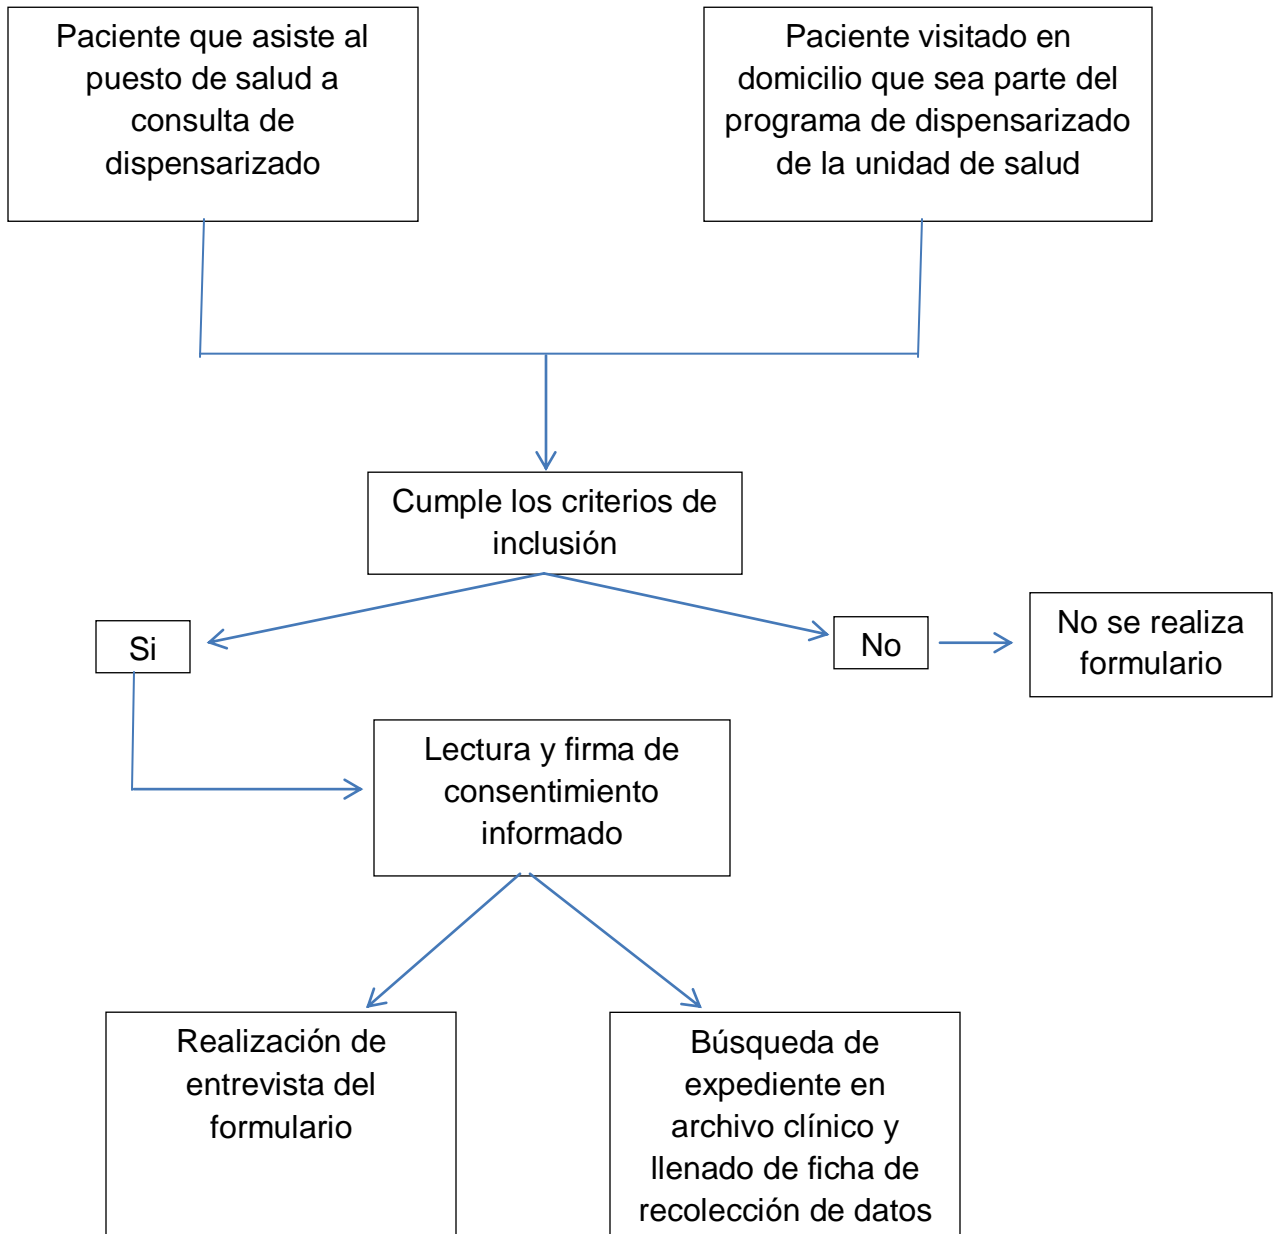 Paciente que asiste al
puesto de salud a
consulta de
dispensarizado
Paciente visitado en
domicilio que sea parte del
programa de dispensarizado
de la unidad de salud
Cumple los criterios de
inclusión
Si
No
No se realiza
formulario
Lectura y firma de
consentimiento
informado
Realización de
entrevista del
formulario
Búsqueda de
expediente en
archivo clínico y
llenado de ficha de
recolección de datos